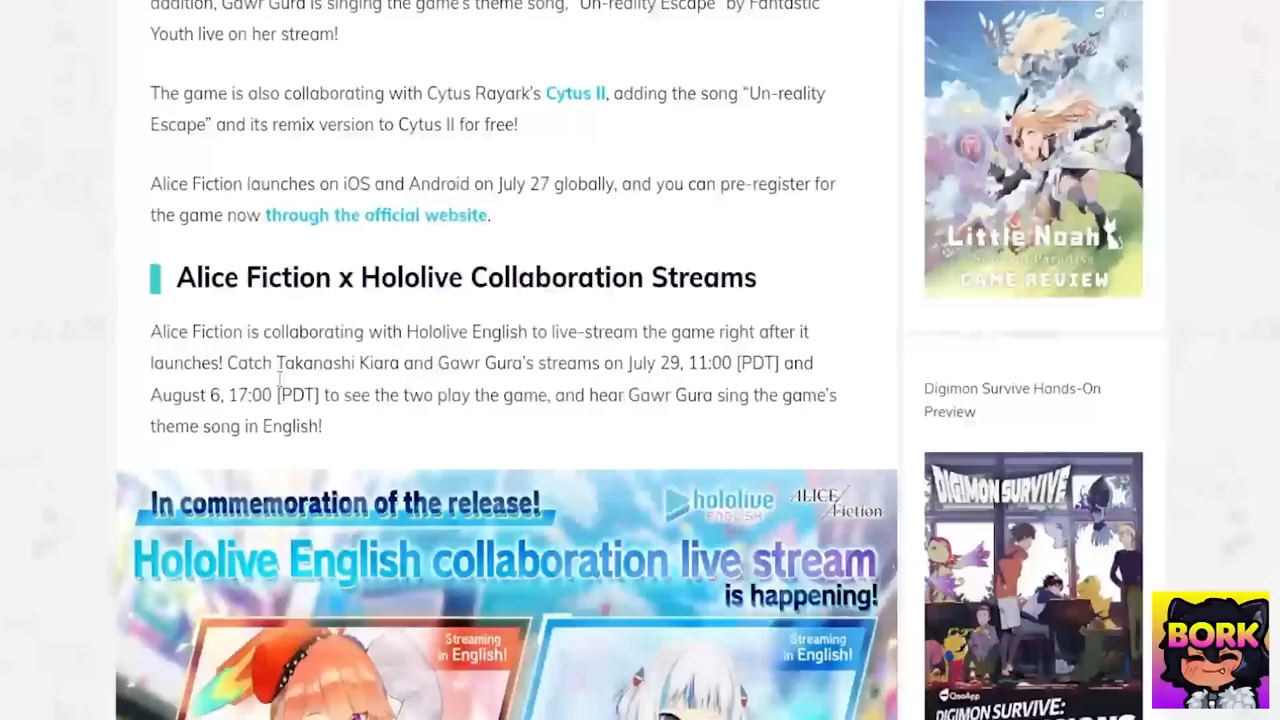 addition, Gawr Gura is singing the game's theme song, "Un-reality Escape" by Fantastic
Youth live on her stream!
The game is also collaborating with Cytus Rayark's Cytus II, adding the song "Un-reality
Escape" and its remix version to Cytus II for free!
Alice Fiction launches on iOS and Android on July 27 globally, and you can pre-register for
the game now through the official website.
Alice Fiction x Hololive Collaboration Streams
Alice Fiction is collaborating with Hololive English to live-stream the game right after it
launches! Catch Takanashi Kiara and Gawr Gura's streams on July 29, 11:00 [PDT] and
August 6, 17:00 [PDT] to see the two play the game, and hear Gawr Gura sing the game's
theme song in English!
In commemoration of the release!
hololive
ENGLISH
ALICE
Fiction
Hololive English collaboration live stream
is happening!
Streaming
in English!
Streaming
in English!
Little Noah
Scion of Paradise
GAME REVIEW
Digimon Survive Hands-On
Preview
DIGIMON SURVIVE
QooApp
DIGIMON SURVIVE:
BORK